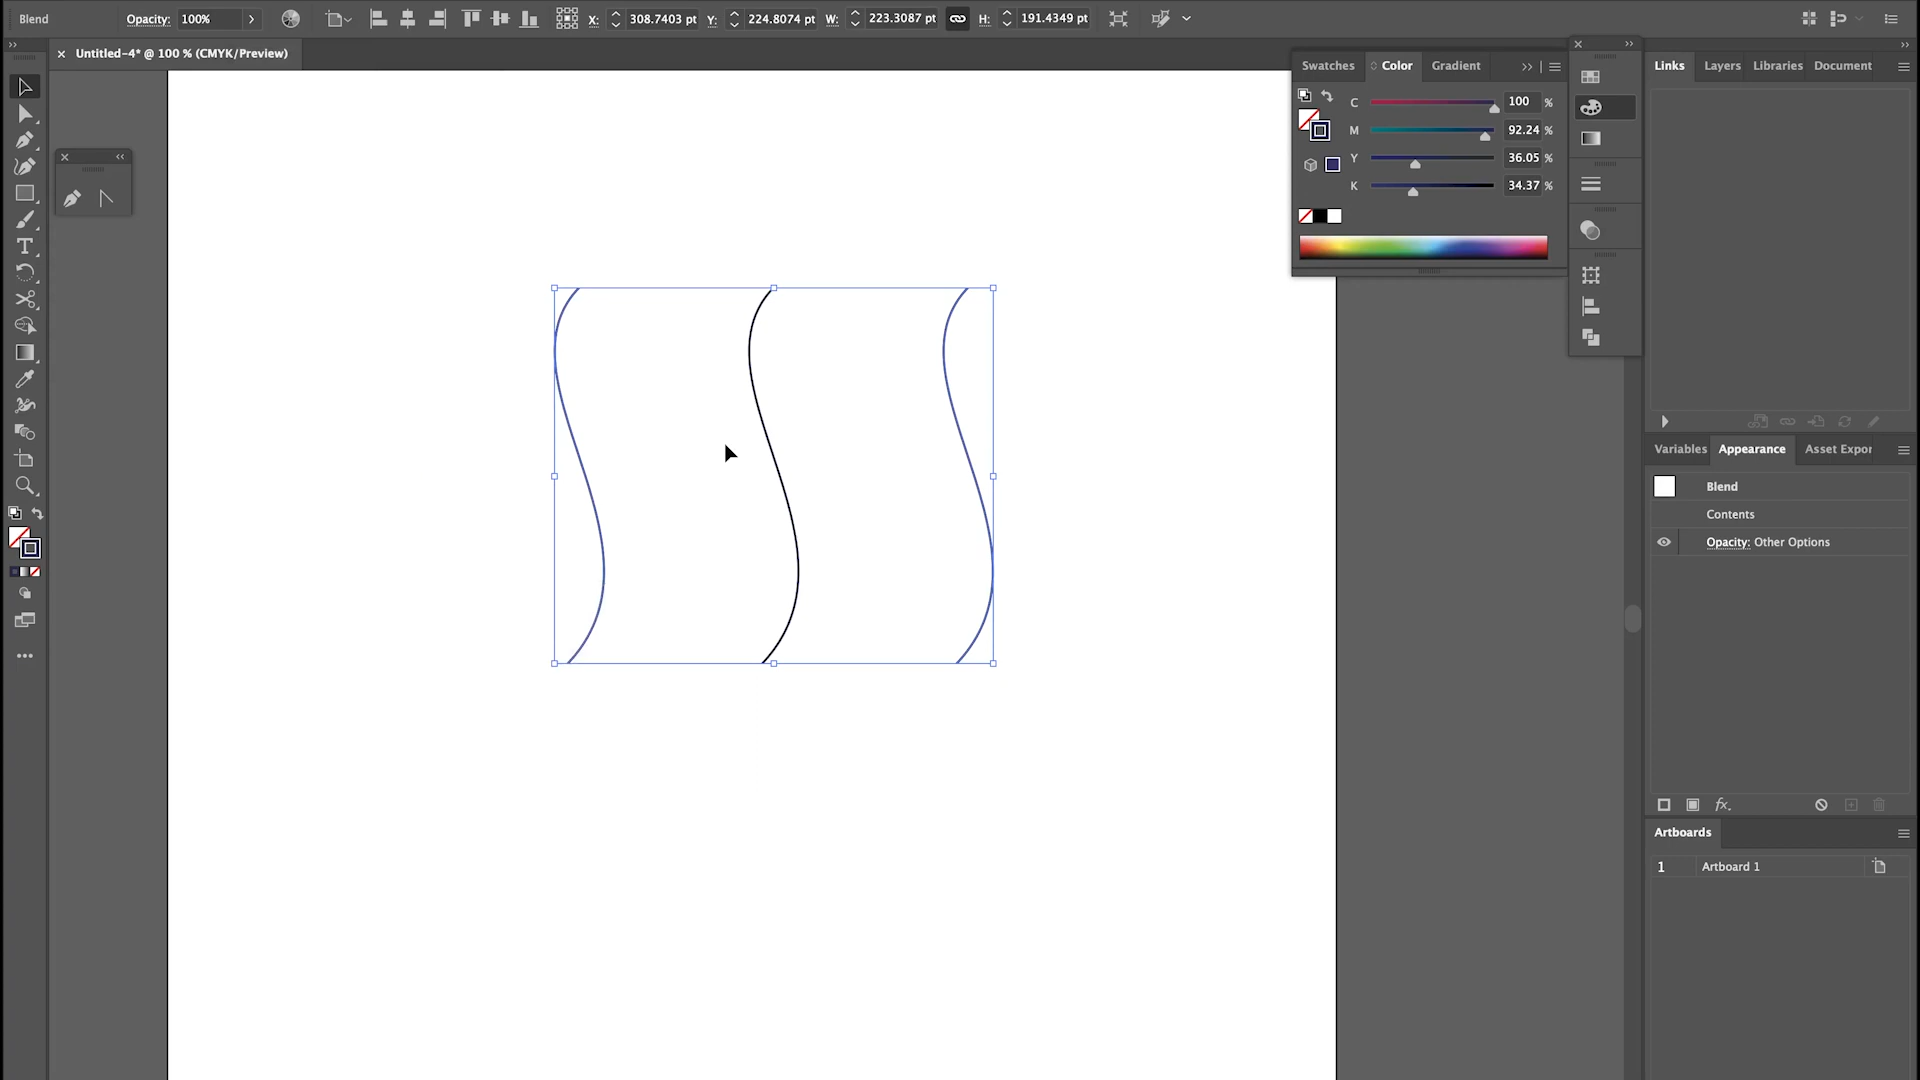 Blend Opacity: 100% X: 308.7403 pt Y: 224.8074 pt W: 223.3087 pt H: 191.4349 pt
Untitled-4* @ 100 % (CMYK/Preview)
Swatches Color Gradient
C 100 %
M 92.24 %
Y 36.05 %
K 34.37 %
Links Layers Libraries Document
Variables Appearance Asset Expor
Blend
Contents
Opacity: Other Options
fx.
Artboards
1 Artboard 1